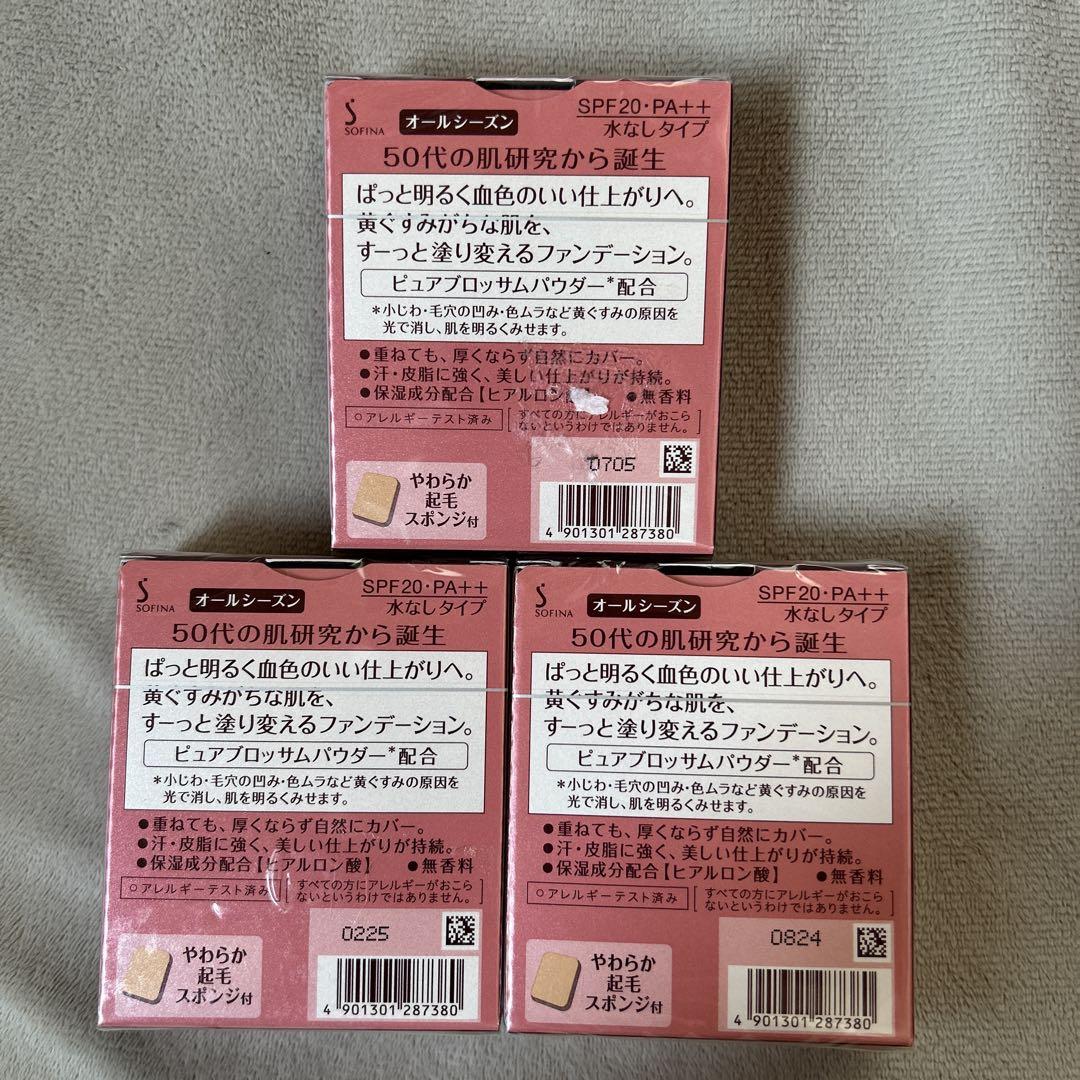 SOFINA
オールシーズン
SPF20・PA++
水なしタイプ
50代の肌研究から誕生
ぱっと明るく血色のいい仕上がりへ。
黄ぐすみがちな肌を、
すーっと塗り変えるファンデーション。
ピュアブロッサムパウダー*配合
*小じわ・毛穴の凹み・色ムラなど黄ぐすみの原因を
光で消し、肌を明るくみせます。
●重ねても、厚くならず自然にカバー。
●汗・皮脂に強く、美しい仕上がりが持続。
●保湿成分配合【ヒアルロン ●無香料
○アレルギーテスト済み [すべての方にアレルギーがおこら
ないというわけではありません。]
0705
やわらか
起毛
スポンジ付
4 901301 287380
SOFINA
オールシーズン
SPF20・PA++
水なしタイプ
50代の肌研究から誕生
ぱっと明るく血色のいい仕上がりへ。
黄ぐすみがちな肌を、
すーっと塗り変えるファンデーション。
ピュアブロッサムパウダー*配合
*小じわ・毛穴の凹み・色ムラなど黄ぐすみの原因を
光で消し、肌を明るくみせます。
●重ねても、厚くならず自然にカバー。
●汗・皮脂に強く、美しい仕上がりが持続。
●保湿成分配合【ヒアルロン酸】 ●無香料
○アレルギーテスト済み [すべての方にアレルギーがおこら
ないというわけではありません。]
0225
やわらか
起毛
スポンジ付
4 901301 287380
SOFINA
オールシーズン
SPF20・PA++
水なしタイプ
50代の肌研究から誕生
ぱっと明るく血色のいい仕上がりへ。
黄ぐすみがちな肌を、
すーっと塗り変えるファンデーション。
ピュアブロッサムパウダー*配合
*小じわ・毛穴の凹み・色ムラなど黄ぐすみの原因を
光で消し、肌を明るくみせます。
●重ねても、厚くならず自然にカバー。
●汗・皮脂に強く、美しい仕上がりが持続。
●保湿成分配合【ヒアルロン酸】 ●無香料
○アレルギーテスト済み [すべての方にアレルギーがおこら
ないというわけではありません。]
0824
やわらか
起毛
スポンジ付
4 901301 287380